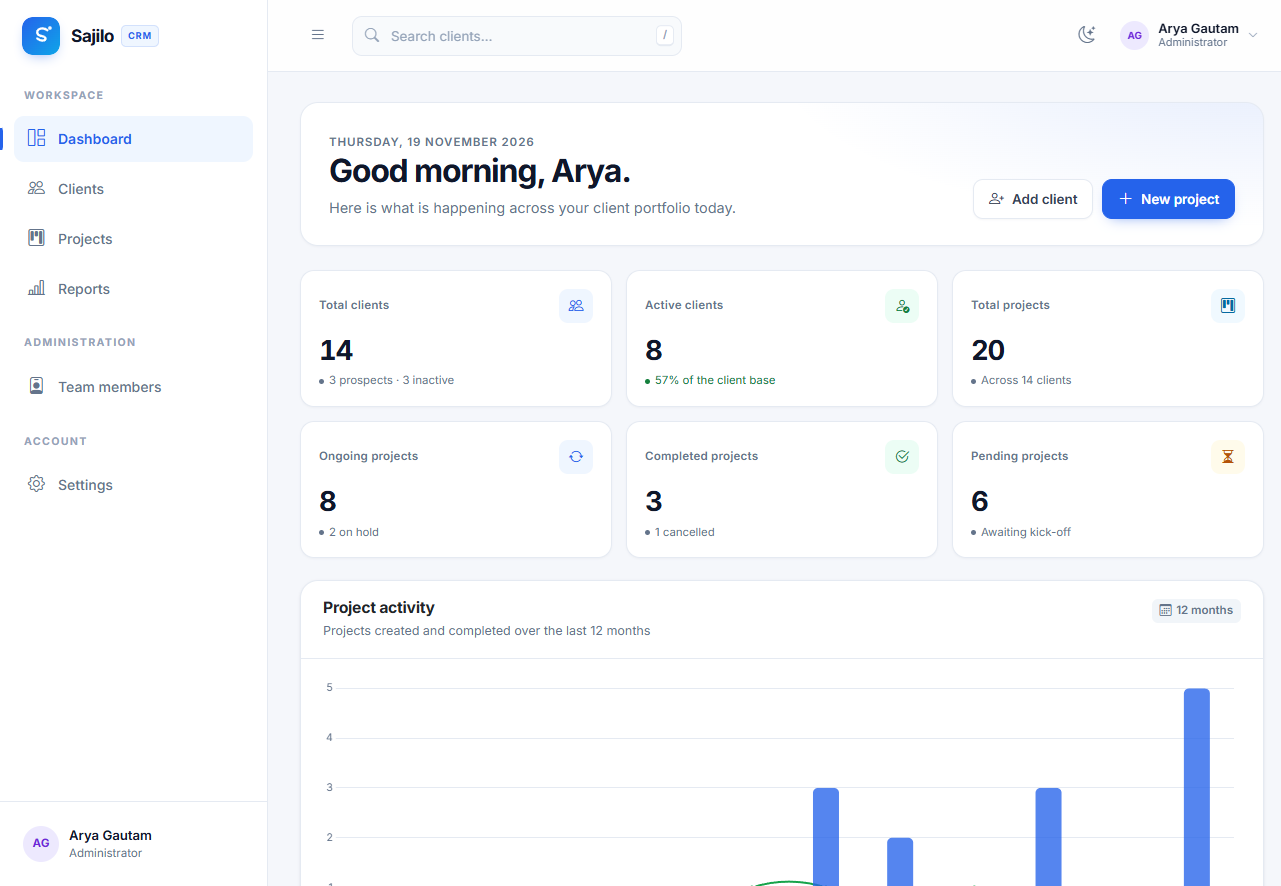 Sajilo CRM
WORKSPACE
Dashboard
Clients
Projects
Reports
ADMINISTRATION
Team members
ACCOUNT
Settings
AG
Arya Gautam
Administrator
Search clients...
/
AG
Arya Gautam
Administrator
THURSDAY, 19 NOVEMBER 2026
Good morning, Arya.
Here is what is happening across your client portfolio today.
Add client
New project
Total clients
14
3 prospects · 3 inactive
Active clients
8
57% of the client base
Total projects
20
Across 14 clients
Ongoing projects
8
2 on hold
Completed projects
3
1 cancelled
Pending projects
6
Awaiting kick-off
Project activity
Projects created and completed over the last 12 months
12 months
5
4
3
2